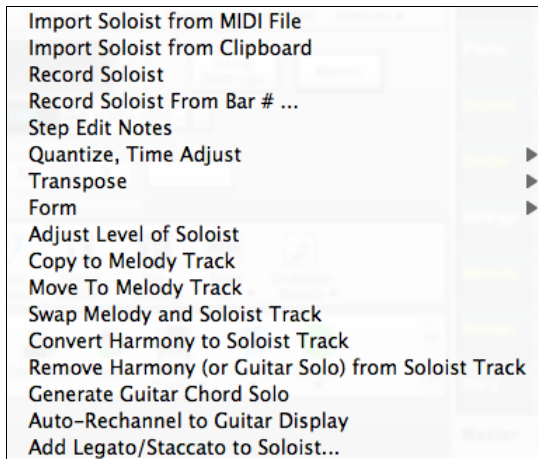 Import Soloist from MIDI File
Import Soloist from Clipboard
Record Soloist
Record Soloist From Bar # ...
Step Edit Notes
Quantize, Time Adjust
Transpose
Form
Adjust Level of Soloist
Copy to Melody Track
Move To Melody Track
Swap Melody and Soloist Track
Convert Harmony to Soloist Track
Remove Harmony (or Guitar Solo) from Soloist Track
Generate Guitar Chord Solo
Auto-Rechannel to Guitar Display
Add Legato/Staccato to Soloist...